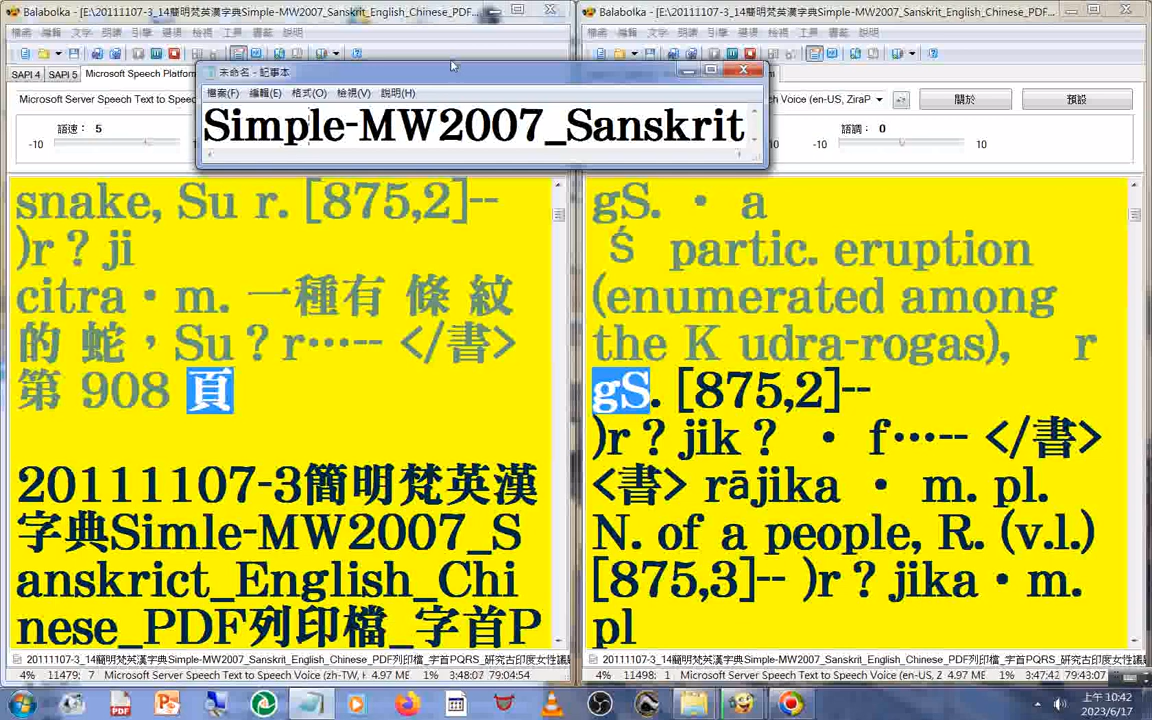 Balabolka - [E:\20111107-3_14簡明梵英漢字典Simple-MW2007_Sanskrit_English_Chinese_PDF...
Balabolka - [E:\20111107-3_14簡明梵英漢字典Simple-MW2007_Sanskrit_English_Chinese_PDF...
SAPI 4 SAPI 5 Microsoft Speech Platform
未命名 - 記事本
檔案(F) 編輯(E) 格式(O) 檢視(V) 說明(H)
Simple-MW2007_Sanskrit
Microsoft Server Speech Text to Spee
Voice (en-US, ZiraP
關於
預設
語速： 5
-10
語調： 0
-10
10
snake, Su r. [875,2]--
)r ? ji
citra • m. 一種有 條 紋
的 蛇，Su ? r…-- </書>
第 908 頁
20111107-3簡明梵英漢
字典Simle-MW2007_S
anskrict_English_Chi
nese_PDF列印檔_字首P
gS. • a
Ś partic. eruption
(enumerated among
the K udra-rogas), r
gS. [875,2]--
)r ? jik ? • f…-- </書>
<書> rājika • m. pl.
N. of a people, R. (v.l.)
[875,3]-- )r ? jika • m.
pl
20111107-3_14簡明梵英漢字典Simple-MW2007_Sanskrit_English_Chinese_PDF列印檔_字首PQRS_研究古印度女性議
20111107-3_14簡明梵英漢字典Simple-MW2007_Sanskrit_English_Chinese_PDF列印檔_字首PQRS_研究古印度女性議
4% 11479: 7 Microsoft Server Speech Text to Speech Voice (zh-TW, H 4.97 MB 1% 3:48:07 79:04:54
4% 11498: 1 Microsoft Server Speech Text to Speech Voice (en-US, Z 4.97 MB 1% 3:47:42 79:43:07
上午 10:42
2023/6/17